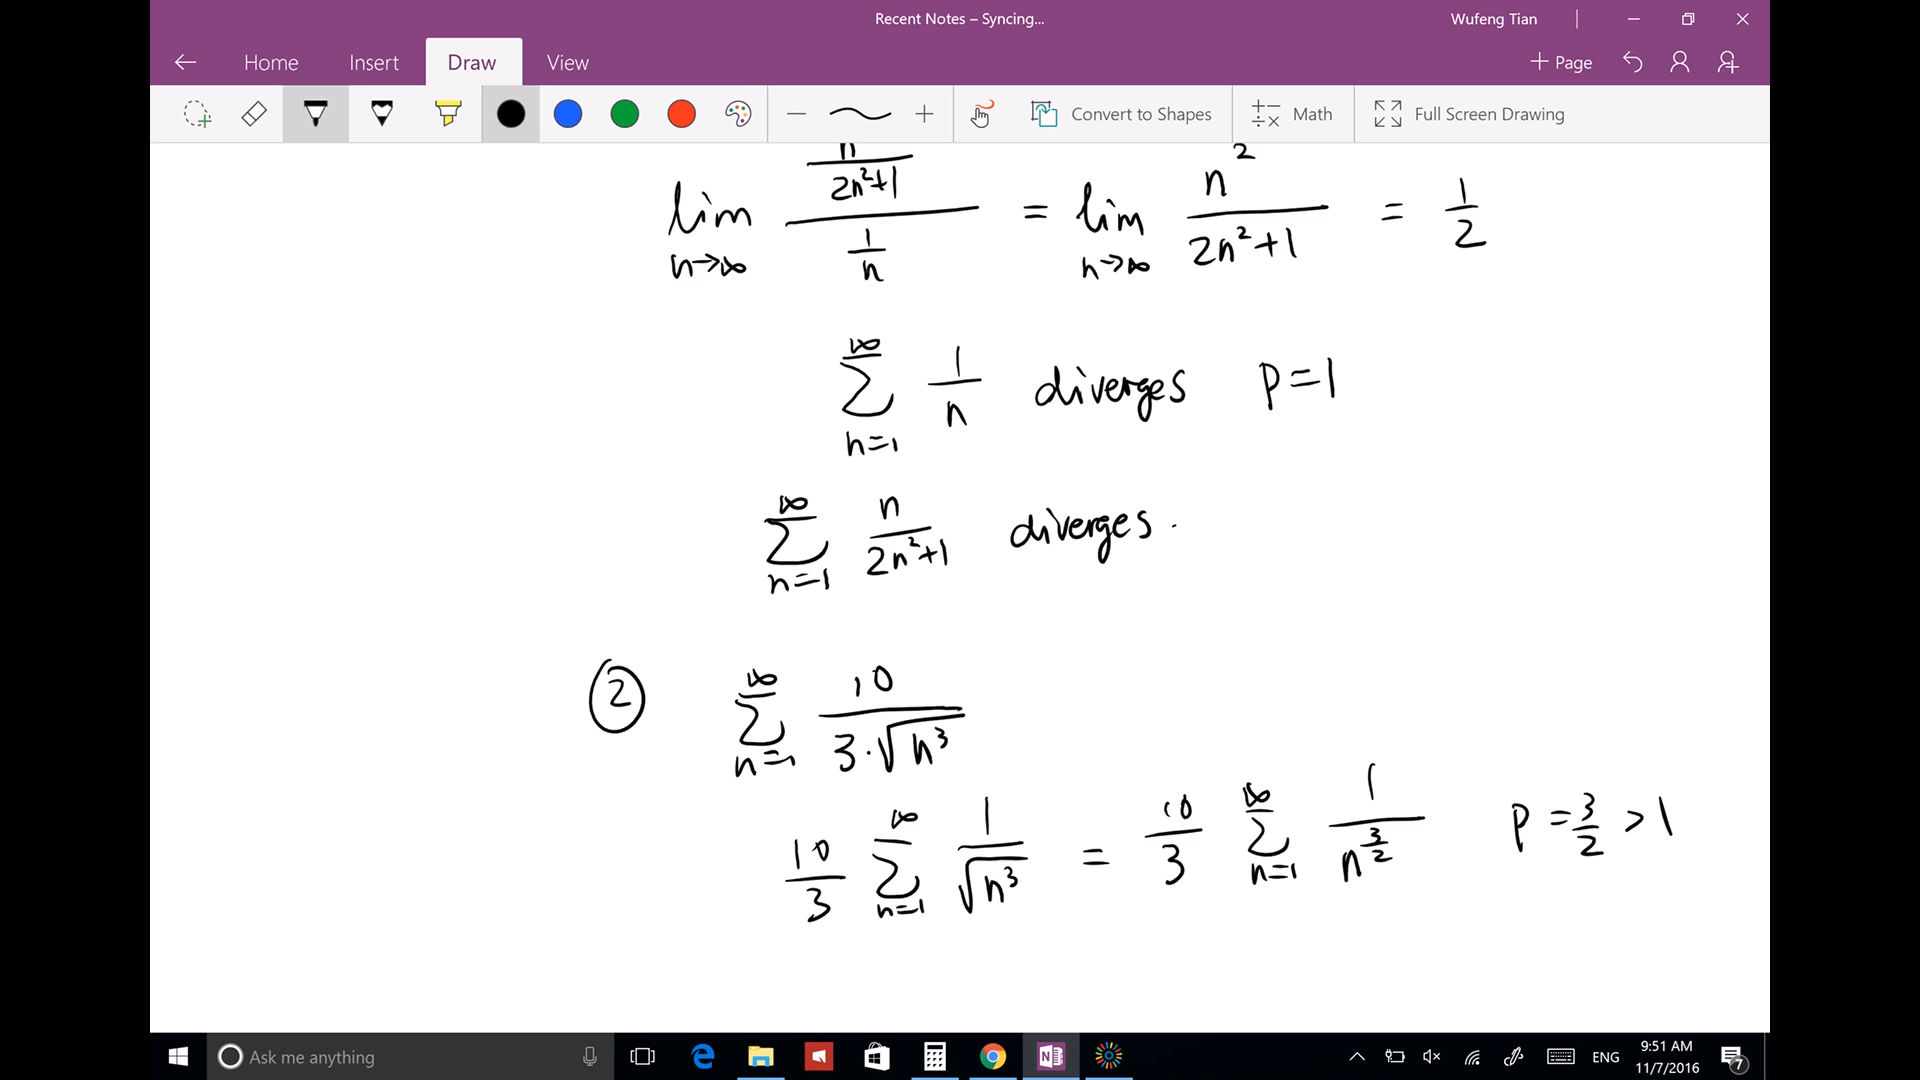 Recent Notes – Syncing...
Wufeng Tian
Home Insert Draw View
Page
Convert to Shapes Math Full Screen Drawing
lim n→∞ (n/(2n²+1))/(1/n) = lim n→∞ n²/(2n²+1) = 1/2
∞ Σ n=1 1/n diverges P=1
∞ Σ n=1 n/(2n²+1) diverges.
② ∞ Σ n=1 10/(3·√n³)
10/3 ∞ Σ n=1 1/√n³ = 10/3 ∞ Σ n=1 1/n^(3/2) P = 3/2 > 1
Ask me anything
ENG
9:51 AM
11/7/2016
7